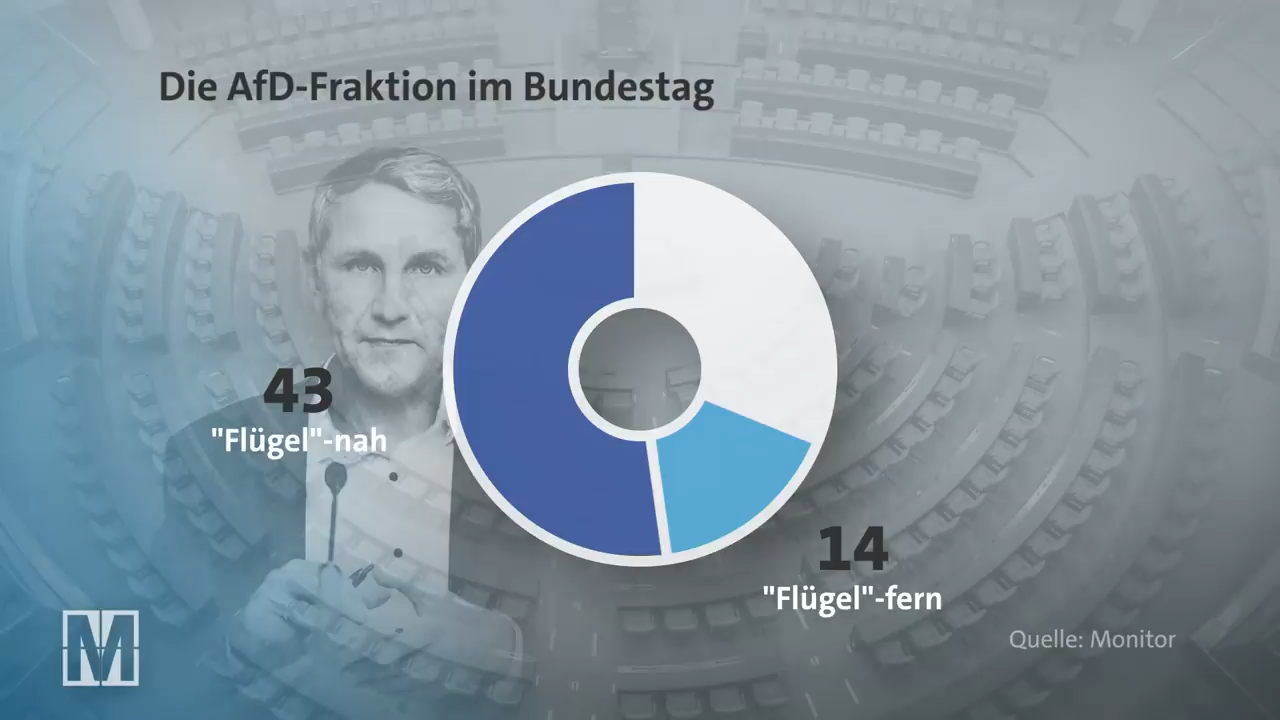 Die AfD-Fraktion im Bundestag
43
"Flügel"-nah
14
"Flügel"-fern
Quelle: Monitor
M